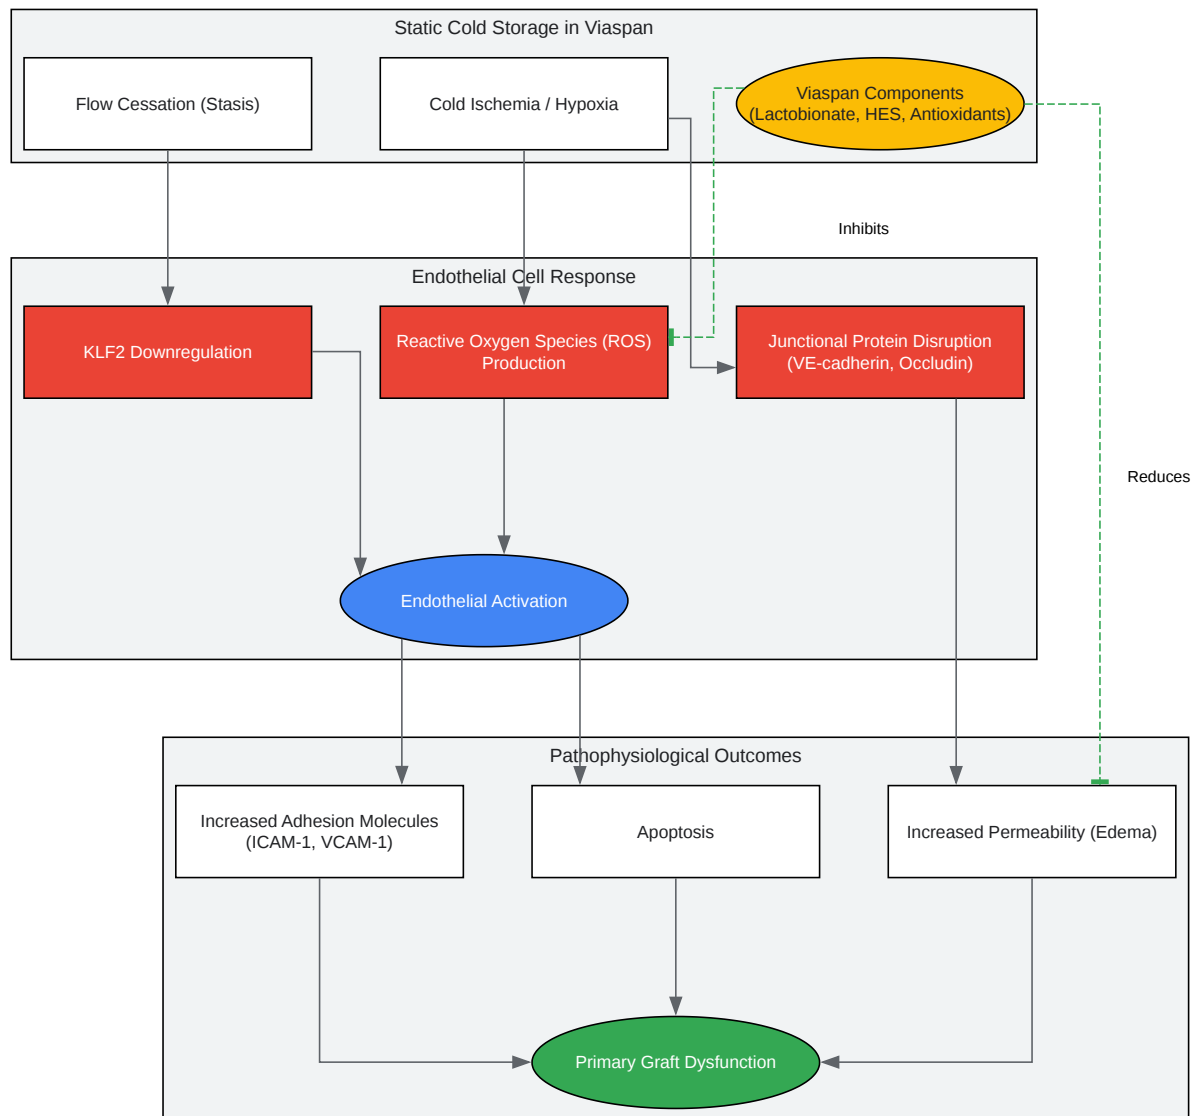 Static Cold Storage in Viaspan
Flow Cessation (Stasis)
Cold Ischemia / Hypoxia
Viaspan Components
(Lactobionate, HES, Antioxidants)
Inhibits
Endothelial Cell Response
KLF2 Downregulation
Reactive Oxygen Species (ROS)
Production
Junctional Protein Disruption
(VE-cadherin, Occludin)
Reduces
Endothelial Activation
Pathophysiological Outcomes
Increased Adhesion Molecules
(ICAM-1, VCAM-1)
Apoptosis
Increased Permeability (Edema)
Primary Graft Dysfunction